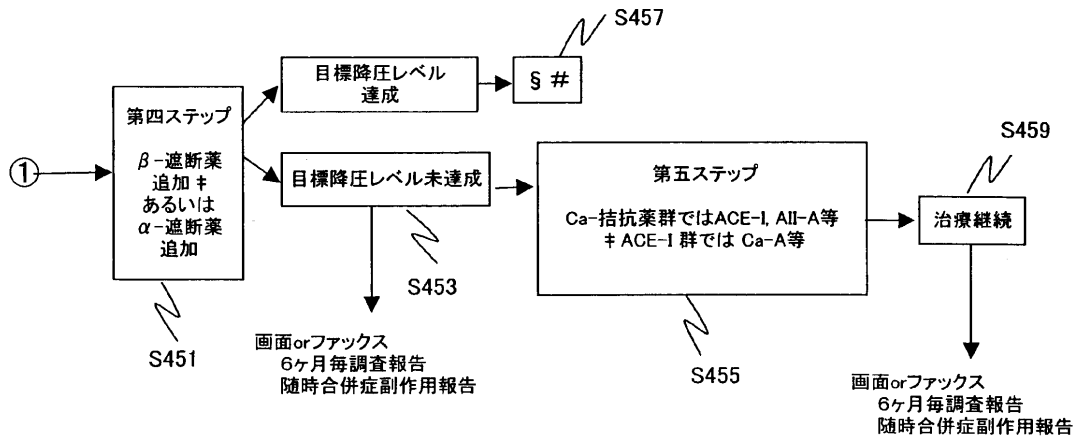 ①
第四ステップ
β-遮断薬
追加 ‡
あるいは
α-遮断薬
追加
S451
目標降圧レベル
達成
§ #
S457
目標降圧レベル未達成
S453
画面orファックス
6ヶ月毎調査報告
随時合併症副作用報告
第五ステップ
Ca-拮抗薬群ではACE-I, AII-A等
‡ ACE-I 群では Ca-A等
S455
治療継続
S459
画面orファックス
6ヶ月毎調査報告
随時合併症副作用報告